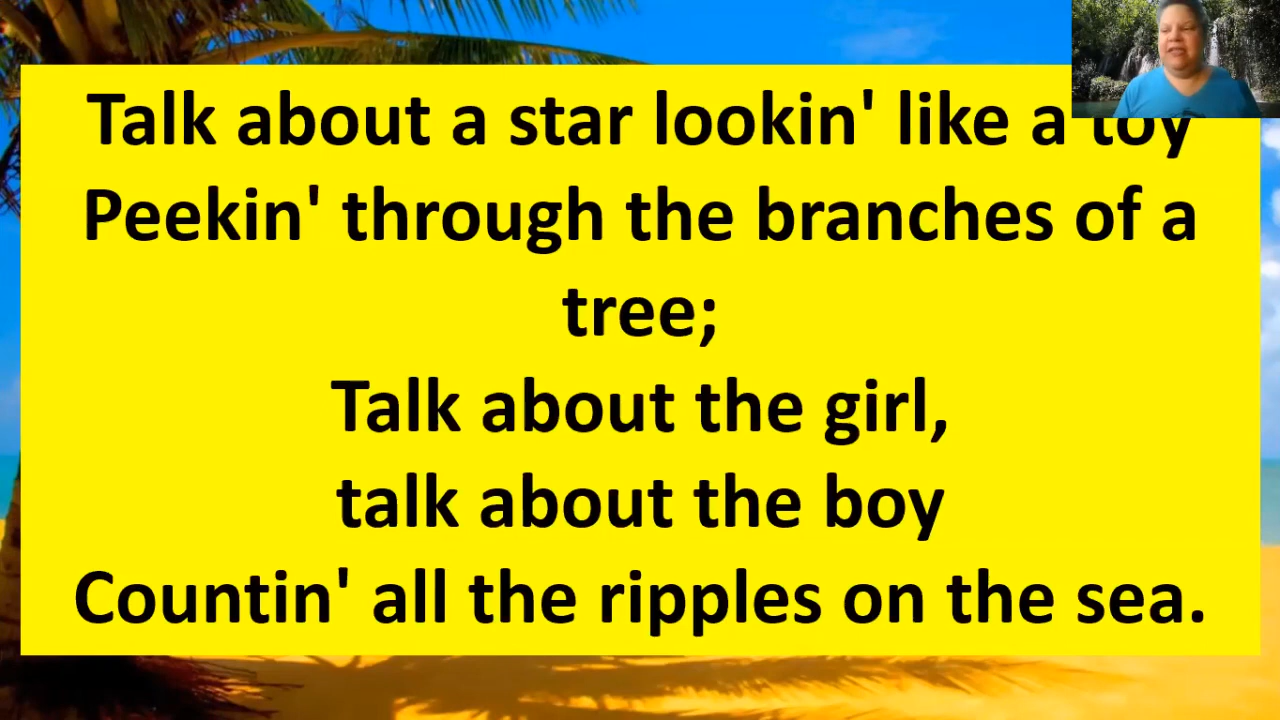 Talk about a star lookin' like a toy
Peekin' through the branches of a
tree;
Talk about the girl,
talk about the boy
Countin' all the ripples on the sea.